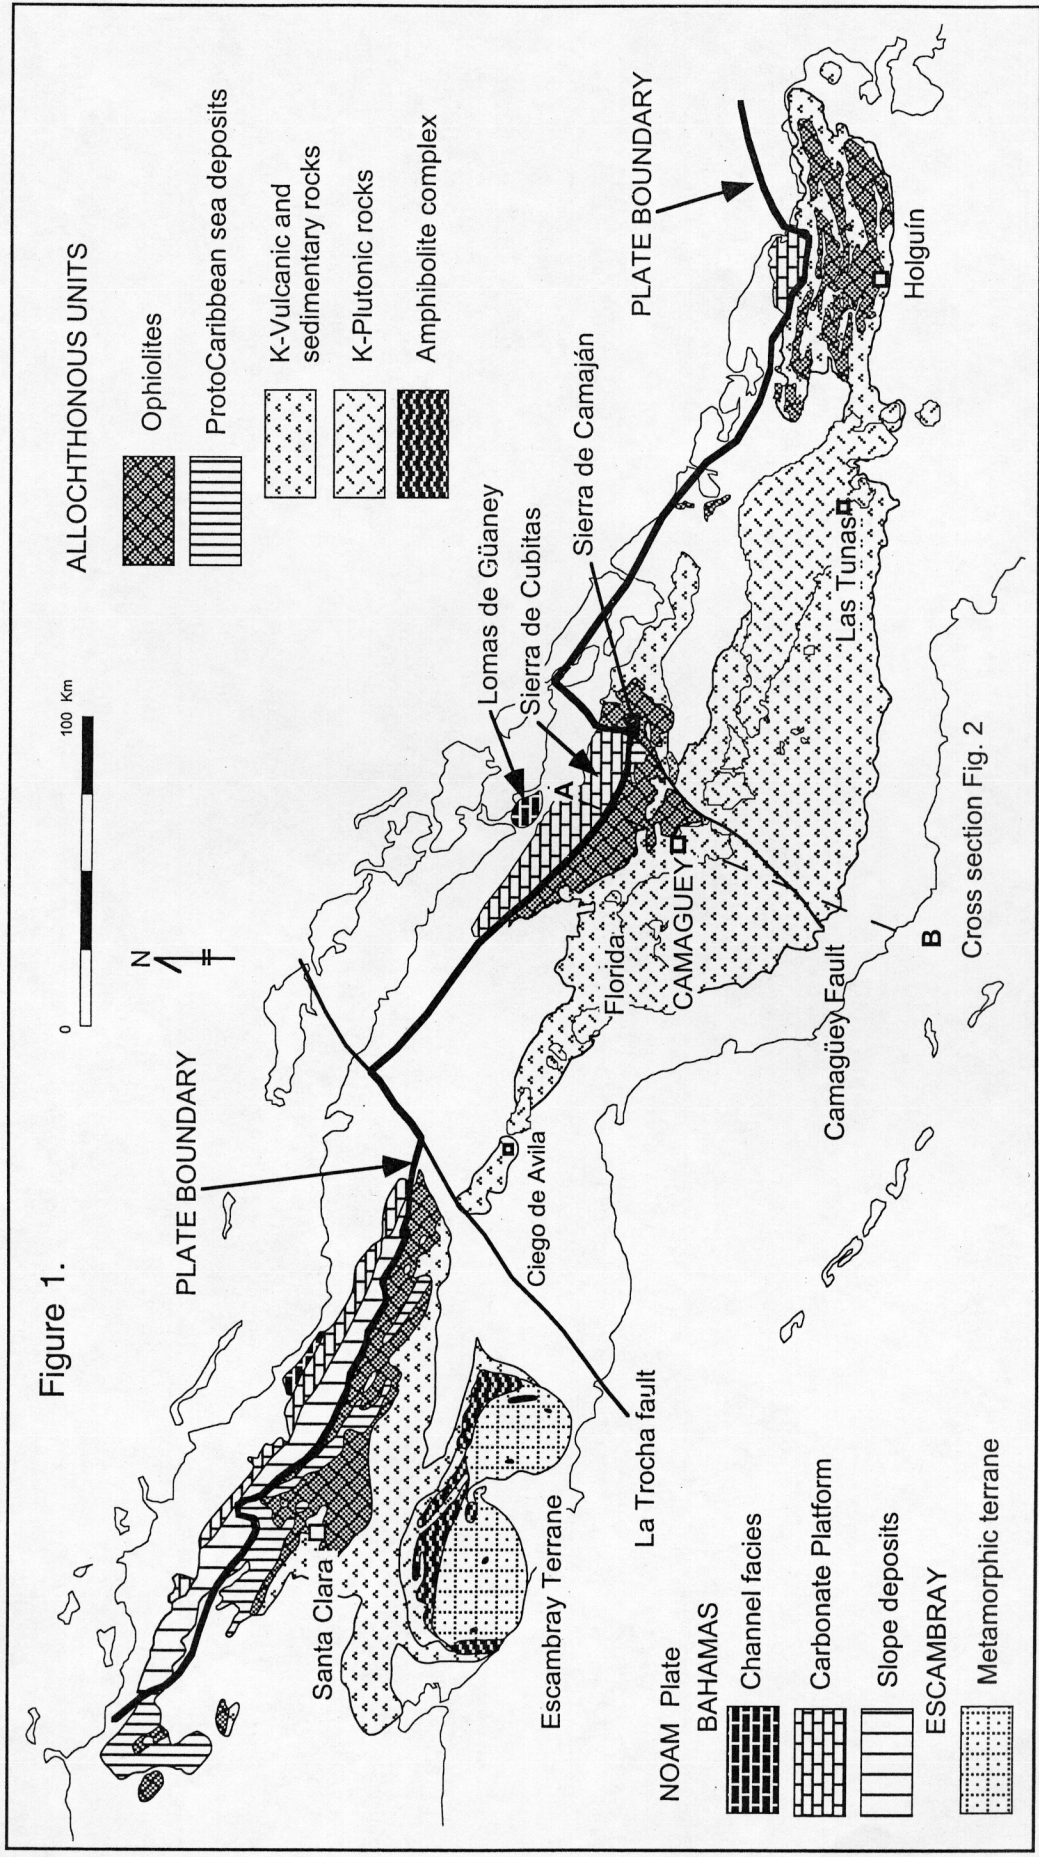 Figure 1.
0
100 Km
N
ALLOCHTHONOUS UNITS
Ophiolites
ProtoCaribbean sea deposits
K-Vulcanic and
sedimentary rocks
K-Plutonic rocks
Amphibolite complex
PLATE BOUNDARY
PLATE BOUNDARY
Lomas de Güaney
Sierra de Cubitas
Sierra de Camaján
A
Holguín
Las Tunas
Florida
CAMAGUEY
Ciego de Avila
Santa Clara
Camagüey Fault
B
Cross section Fig. 2
La Trocha fault
Escambray Terrane
NOAM Plate
BAHAMAS
Channel facies
Carbonate Platform
Slope deposits
ESCAMBRAY
Metamorphic terrane